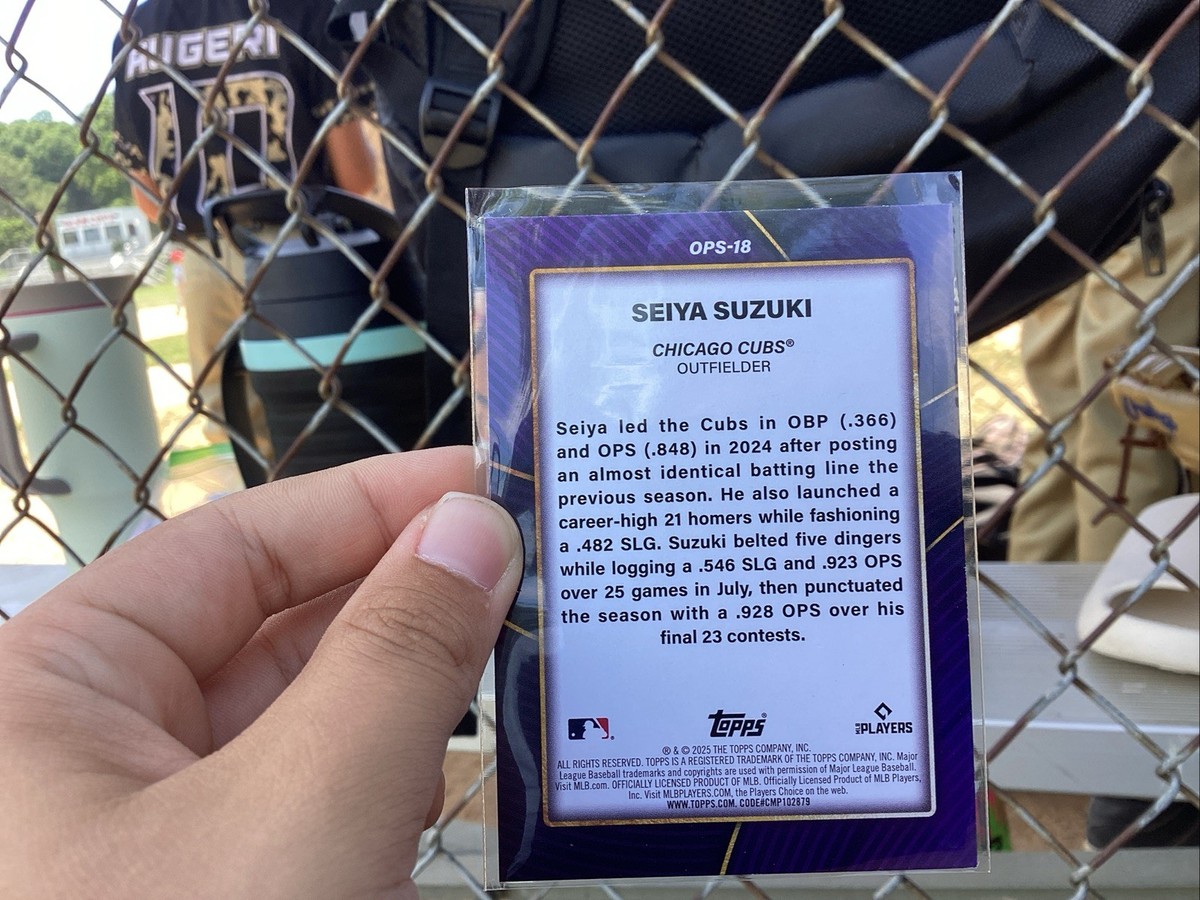 AUGERI
10
OPS-18
SEIYA SUZUKI
CHICAGO CUBS®
OUTFIELDER
Seiya led the Cubs in OBP (.366)
and OPS (.848) in 2024 after posting
an almost identical batting line the
previous season. He also launched a
career-high 21 homers while fashioning
a .482 SLG. Suzuki belted five dingers
while logging a .546 SLG and .923 OPS
over 25 games in July, then punctuated
the season with a .928 OPS over his
final 23 contests.
Topps®
MLB PLAYERS
® & © 2025 THE TOPPS COMPANY, INC.
ALL RIGHTS RESERVED. TOPPS IS A REGISTERED TRADEMARK OF THE TOPPS COMPANY, INC. Major
League Baseball trademarks and copyrights are used with permission of Major League Baseball.
Visit MLB.com. OFFICIALLY LICENSED PRODUCT OF MLB. Officially Licensed Product of MLB Players,
Inc. Visit MLBPLAYERS.COM, the Players Choice on the web.
WWW.TOPPS.COM. CODE#CMP102879